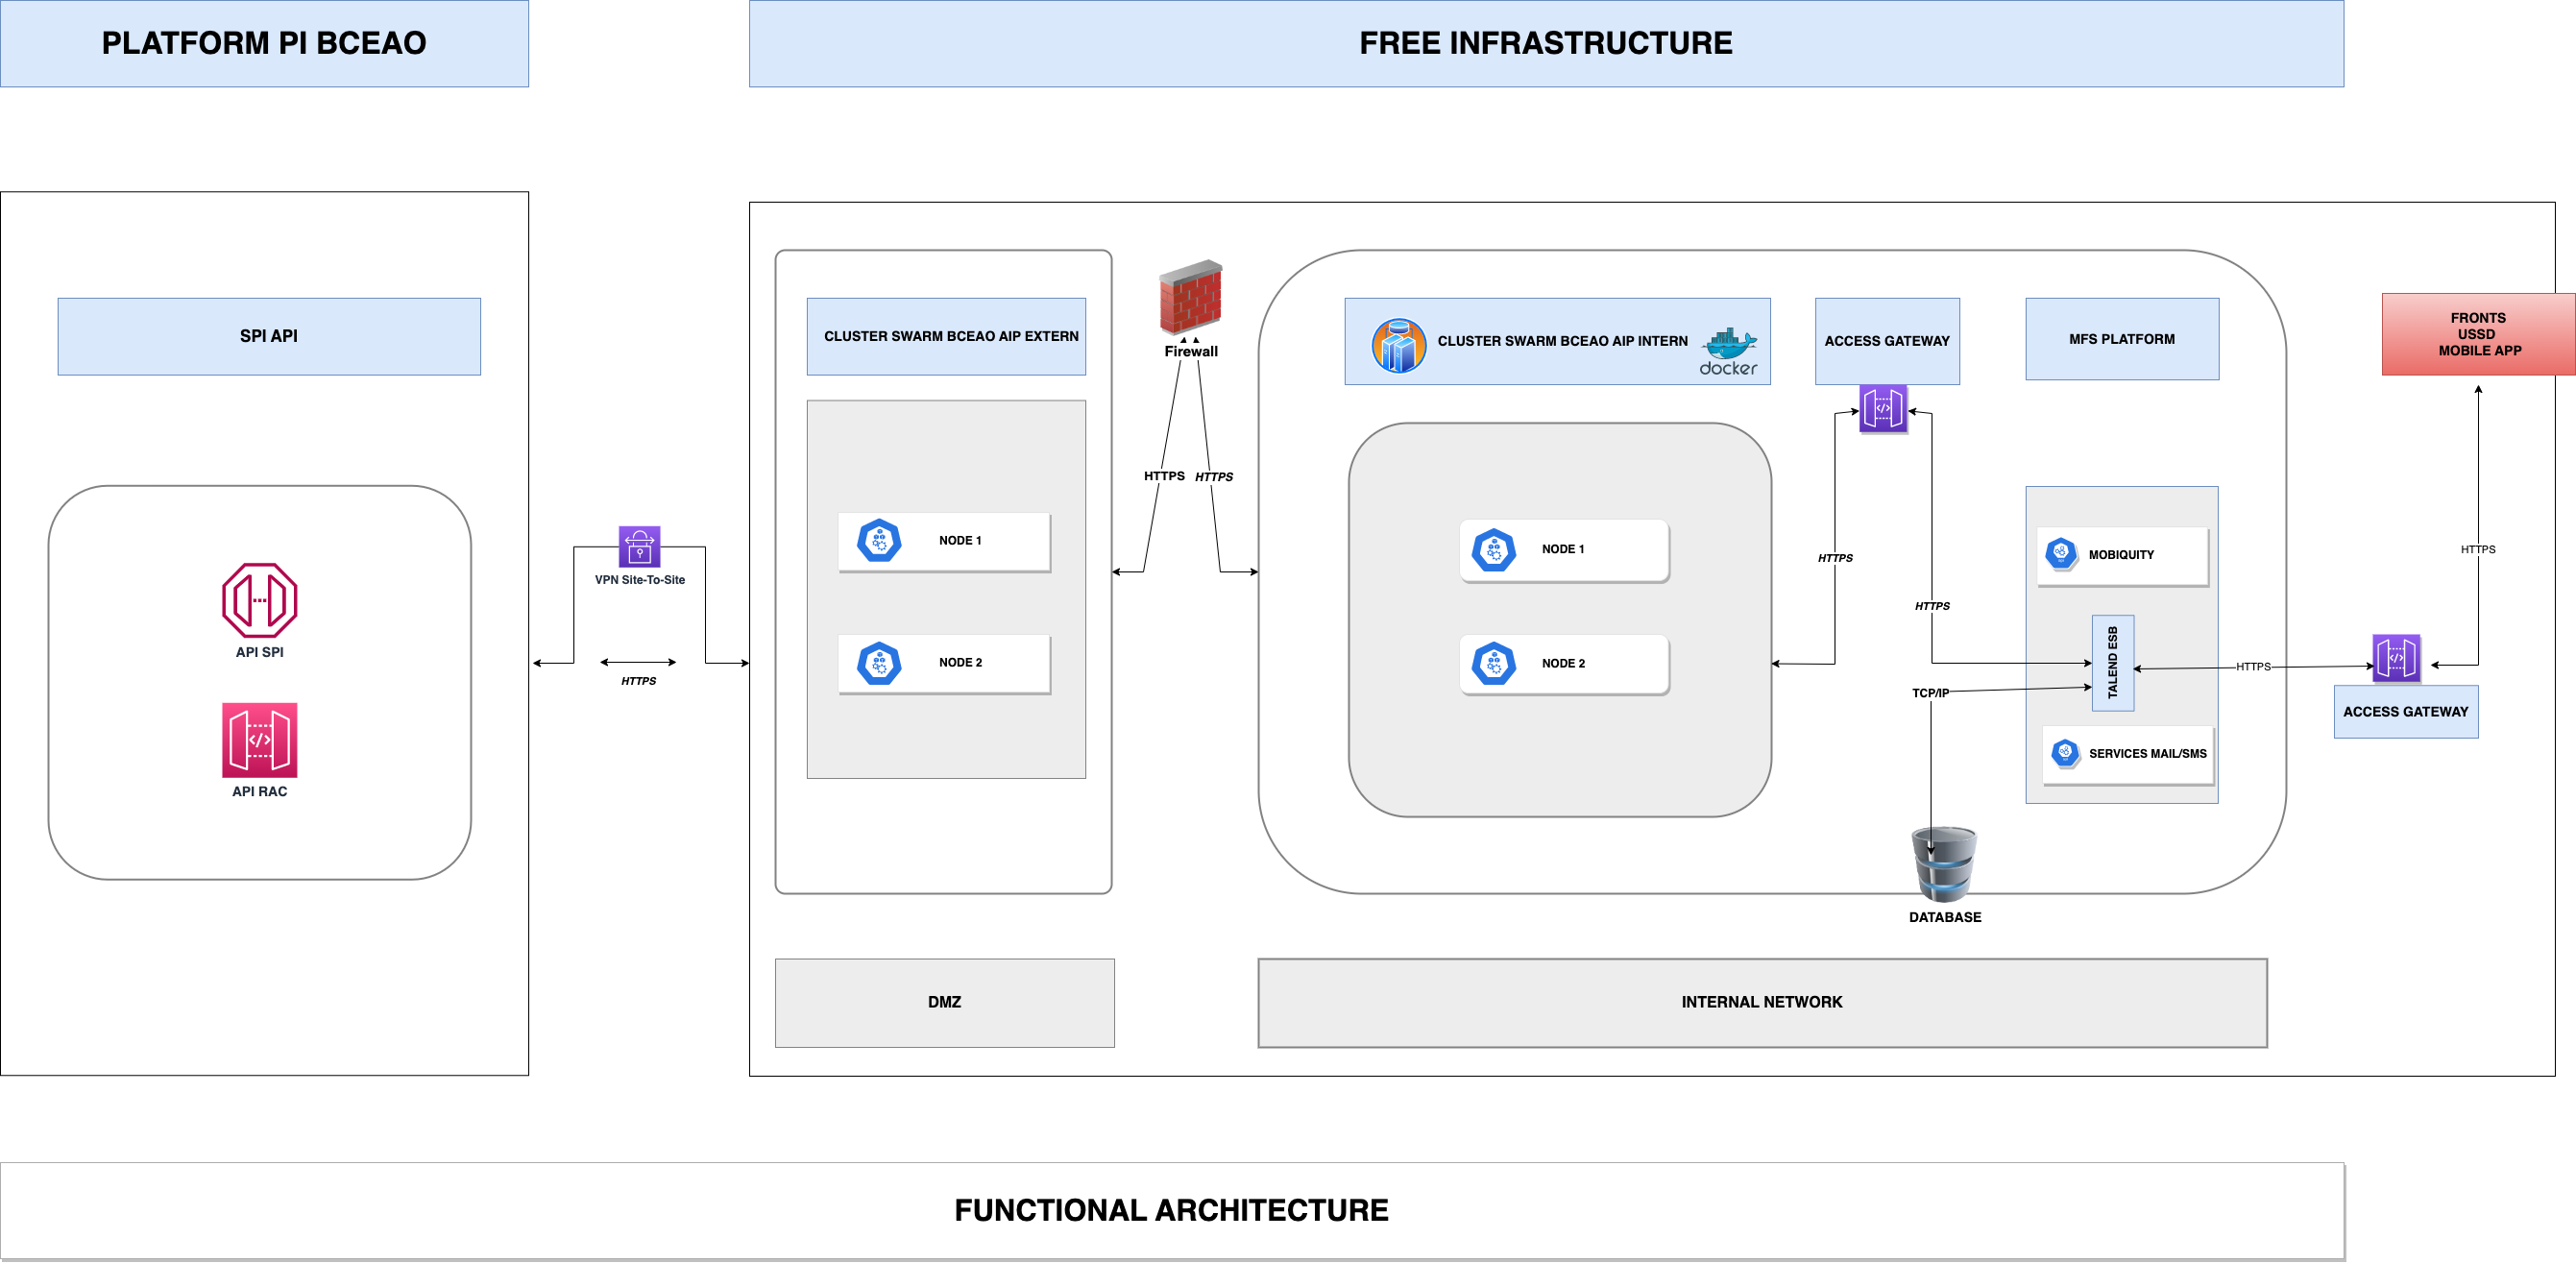 PLATFORM PI BCEAO
FREE INFRASTRUCTURE
SPI API
API SPI
API RAC
VPN Site-To-Site
HTTPS
CLUSTER SWARM BCEAO AIP EXTERN
NODE 1
NODE 2
DMZ
Firewall
HTTPS
HTTPS
CLUSTER SWARM BCEAO AIP INTERN
docker
NODE 1
NODE 2
ACCESS GATEWAY
HTTPS
HTTPS
TCP/IP
DATABASE
MFS PLATFORM
MOBIQUITY
TALEND ESB
SERVICES MAIL/SMS
INTERNAL NETWORK
HTTPS
ACCESS GATEWAY
HTTPS
FRONTS
USSD
MOBILE APP
FUNCTIONAL ARCHITECTURE